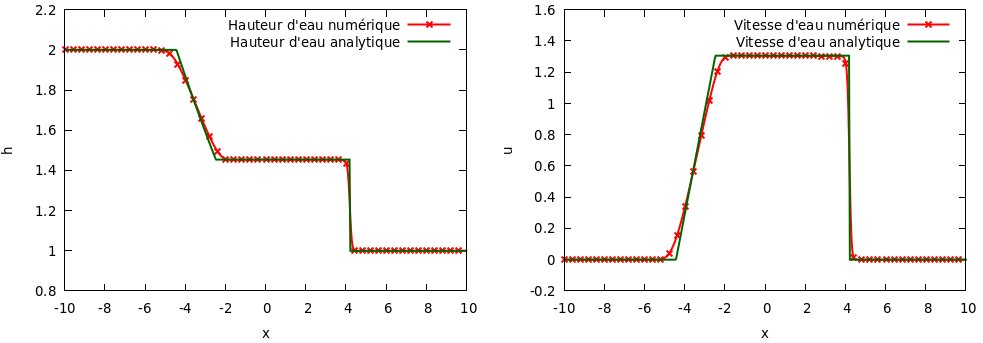 2.2
2
1.8
1.6
1.4
1.2
1
0.8
h
Hauteur d'eau numérique
Hauteur d'eau analytique
-10 -8 -6 -4 -2 0 2 4 6 8 10
x
1.6
1.4
1.2
1
0.8
0.6
0.4
0.2
0
-0.2
u
Vitesse d'eau numérique
Vitesse d'eau analytique
-10 -8 -6 -4 -2 0 2 4 6 8 10
x